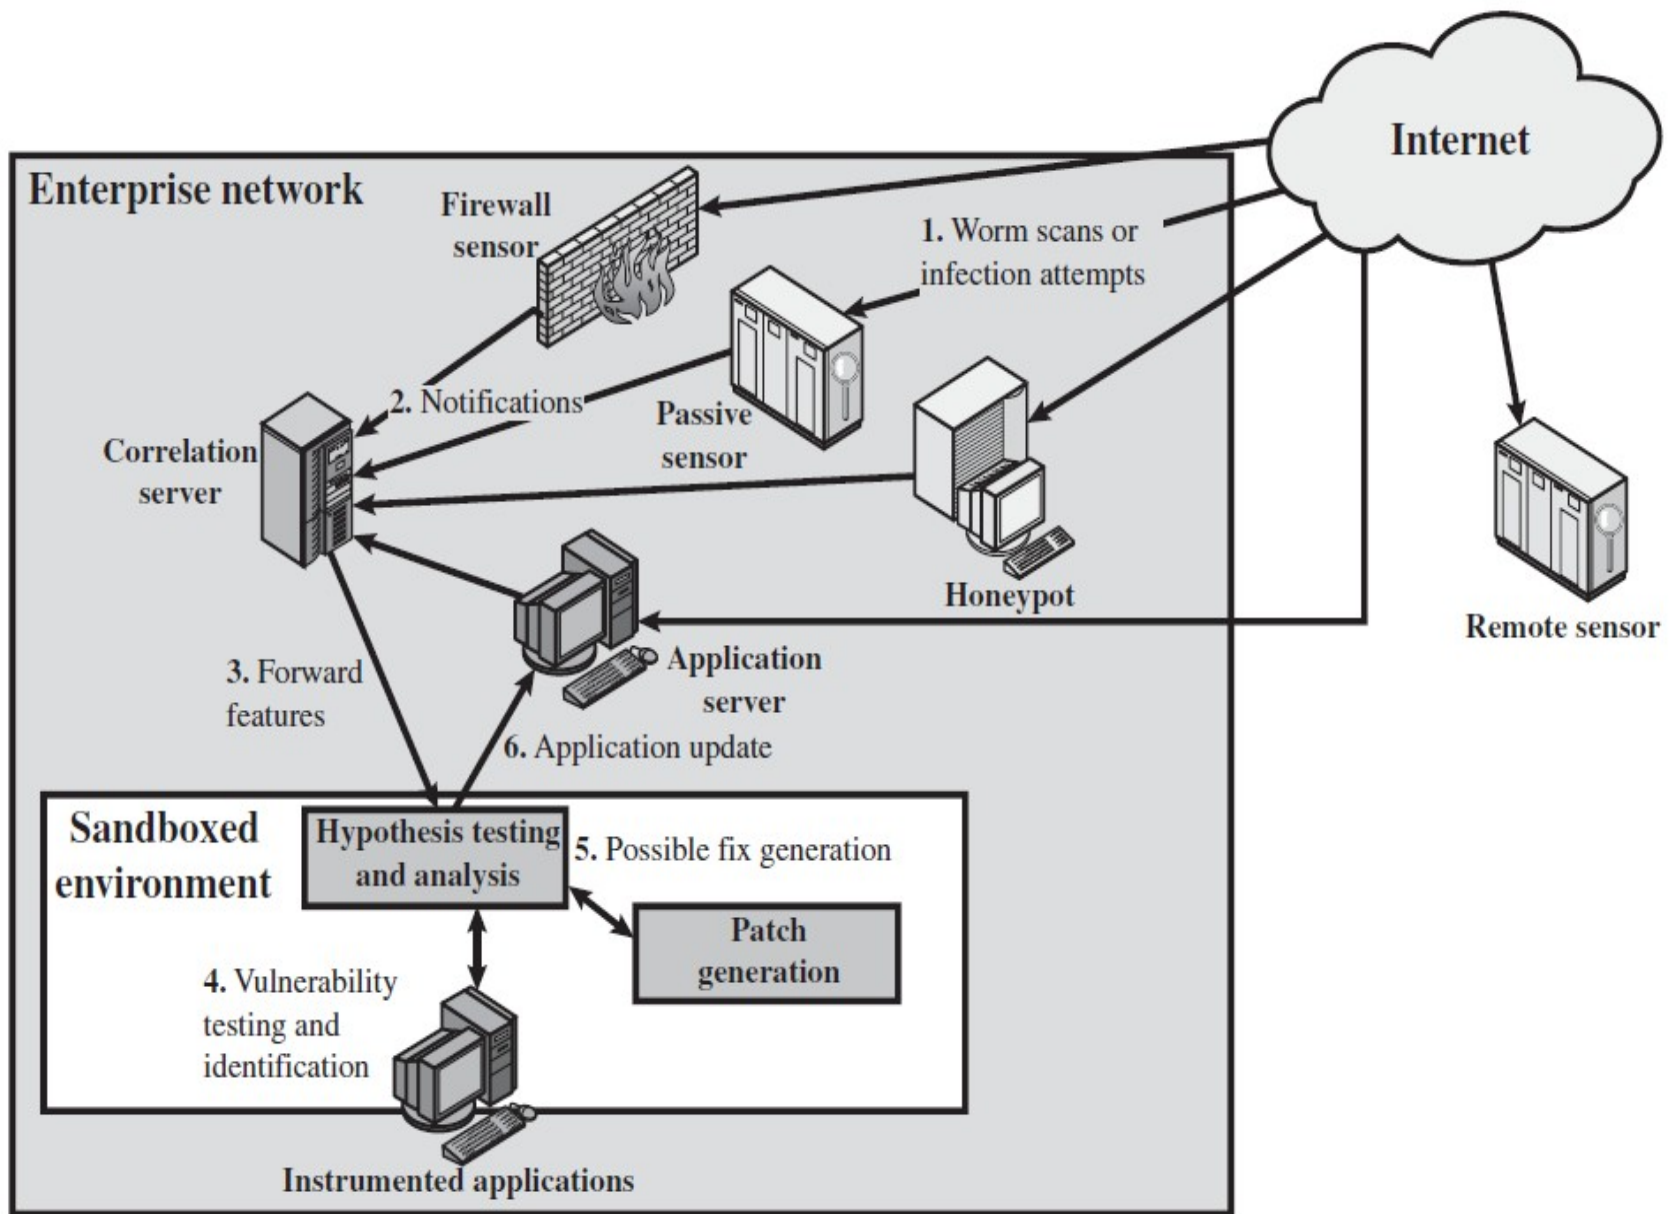 Internet
Enterprise network
Firewall
sensor
1. Worm scans or
infection attempts
2. Notifications
Passive
sensor
Correlation
server
Honeypot
Remote sensor
Application
server
3. Forward
features
6. Application update
Sandboxed
environment
Hypothesis testing
and analysis
5. Possible fix generation
Patch
generation
4. Vulnerability
testing and
identification
Instrumented applications